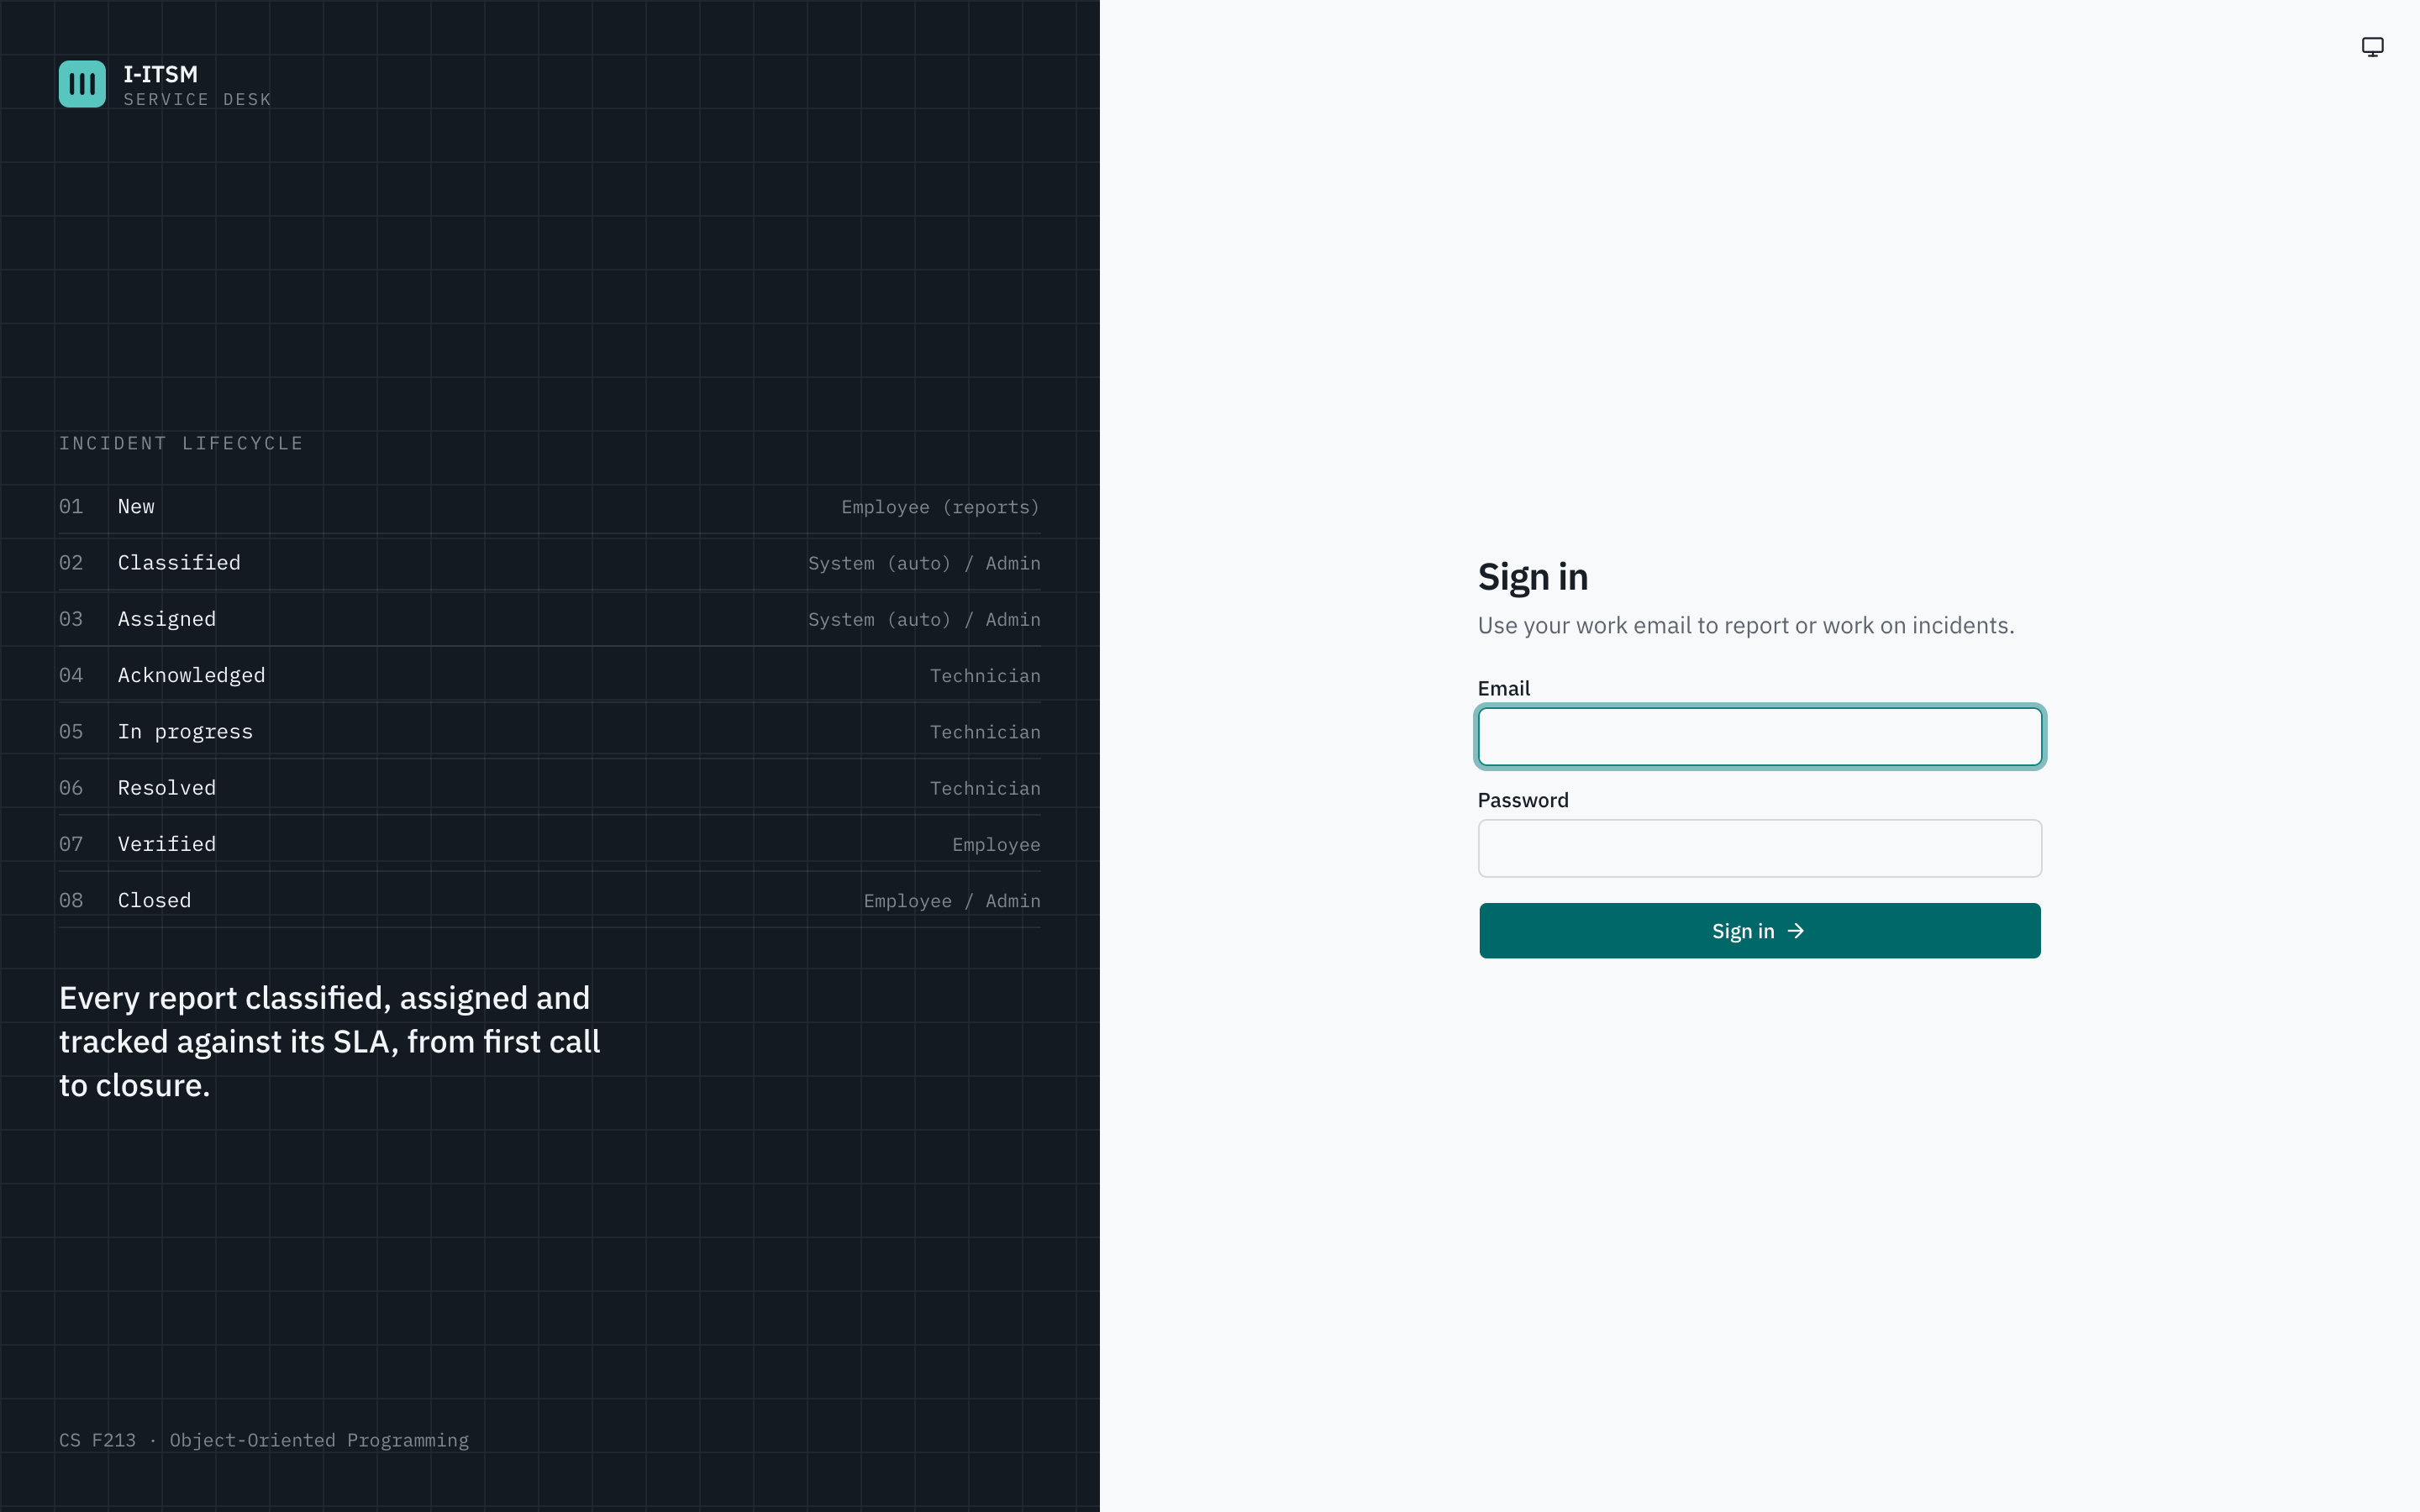 I-ITSM
SERVICE DESK
INCIDENT LIFECYCLE
01 New Employee (reports)
02 Classified System (auto) / Admin
03 Assigned System (auto) / Admin
04 Acknowledged Technician
05 In progress Technician
06 Resolved Technician
07 Verified Employee
08 Closed Employee / Admin
Every report classified, assigned and
tracked against its SLA, from first call
to closure.
CS F213 · Object-Oriented Programming
Sign in
Use your work email to report or work on incidents.
Email
Password
Sign in →